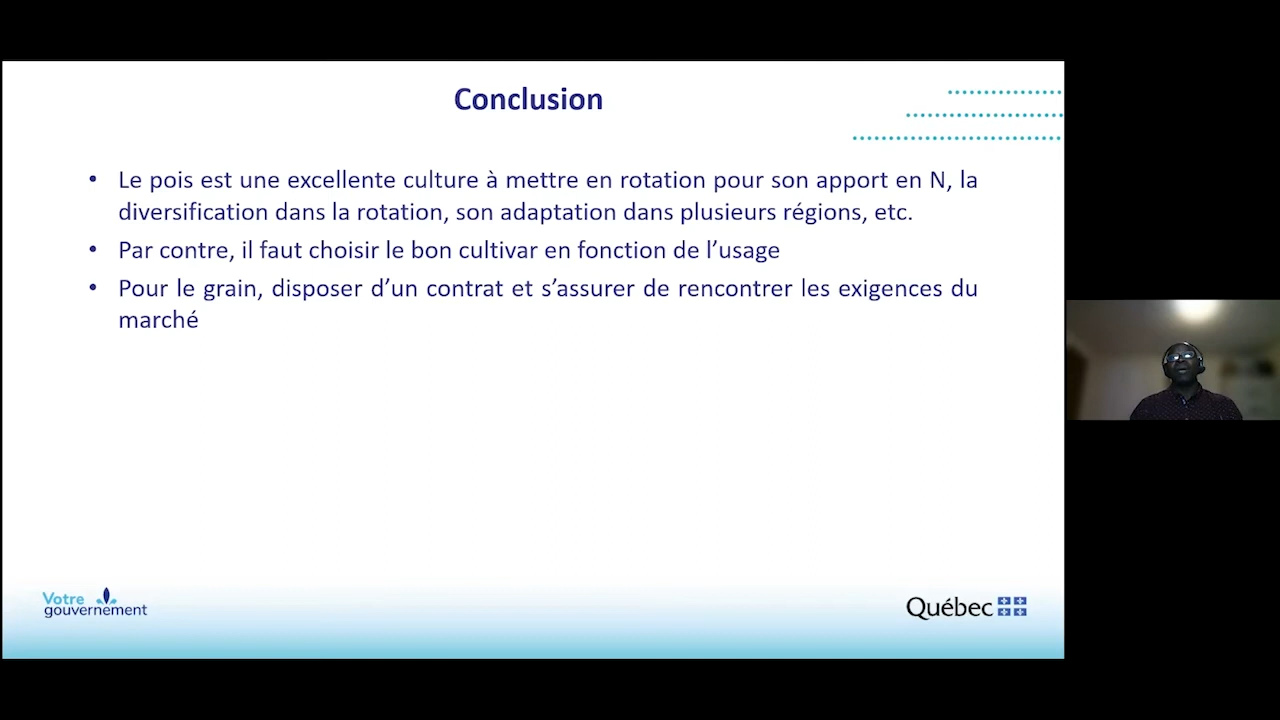 Conclusion
• Le pois est une excellente culture à mettre en rotation pour son apport en N, la
diversification dans la rotation, son adaptation dans plusieurs régions, etc.
• Par contre, il faut choisir le bon cultivar en fonction de l’usage
• Pour le grain, disposer d’un contrat et s’assurer de rencontrer les exigences du
marché
Votre
gouvernement
Québec